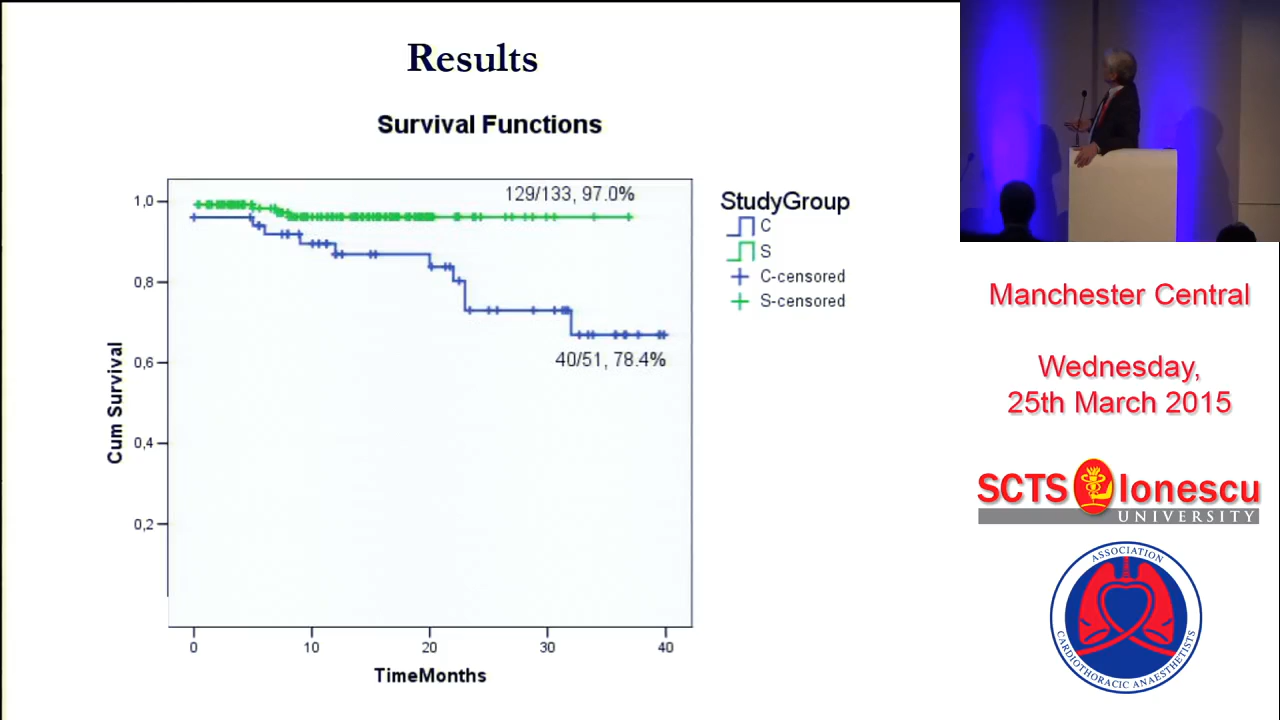 Results
Survival Functions
129/133, 97.0%
40/51, 78.4%
1,0
0,8
0,6
0,4
0,2
Cum Survival
0 10 20 30 40
TimeMonths
StudyGroup
C
S
C-censored
S-censored
Manchester Central
Wednesday,
25th March 2015
SCTS Ionescu
UNIVERSITY
ASSOCIATION
CARDIOTHORACIC ANAESTHETISTS